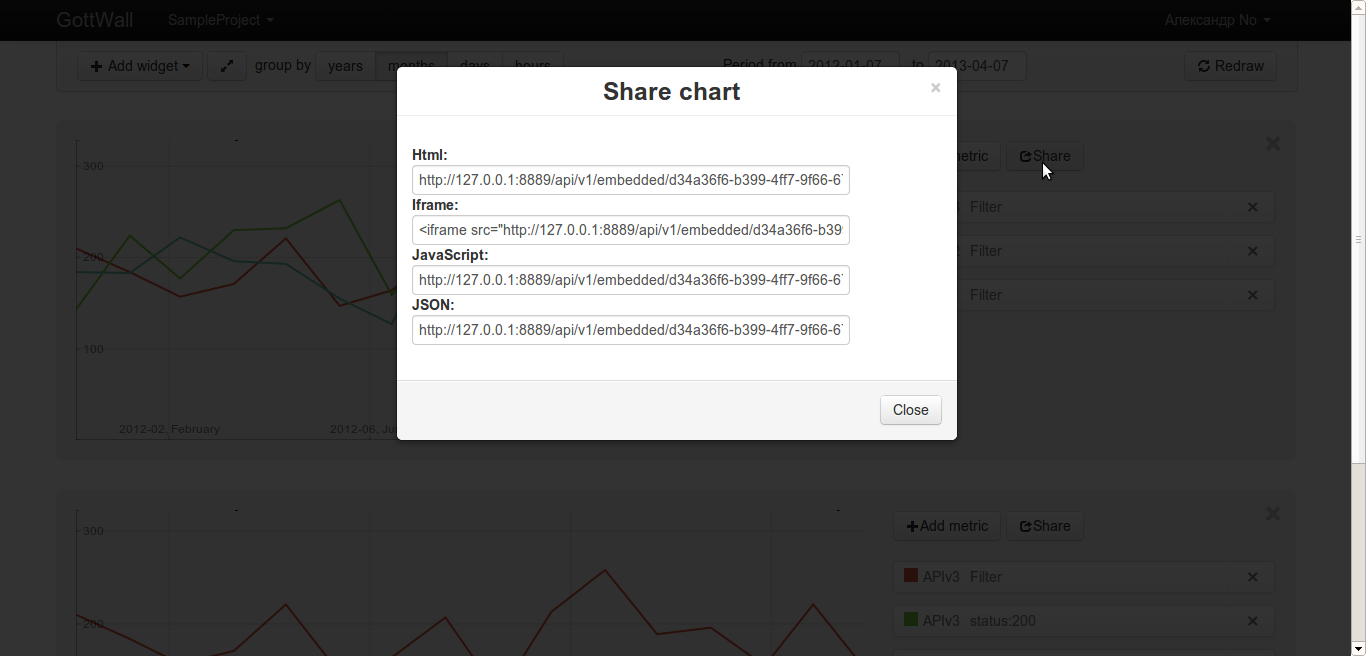 GottWall SampleProject Александр No
Add widget group by years months days hours Period from 2012-01-07 to 2013-04-07 Redraw
Share chart ×
Html:
http://127.0.0.1:8889/api/v1/embedded/d34a36f6-b399-4ff7-9f66-6
Iframe:
<iframe src="http://127.0.0.1:8889/api/v1/embedded/d34a36f6-b39
JavaScript:
http://127.0.0.1:8889/api/v1/embedded/d34a36f6-b399-4ff7-9f66-6
JSON:
http://127.0.0.1:8889/api/v1/embedded/d34a36f6-b399-4ff7-9f66-6
Close
300
200
100
2012-02, February
2012-06, Ju
etric Share
Filter
Filter
Filter
300
200
Add metric Share
APIv3 Filter
APIv3 status:200